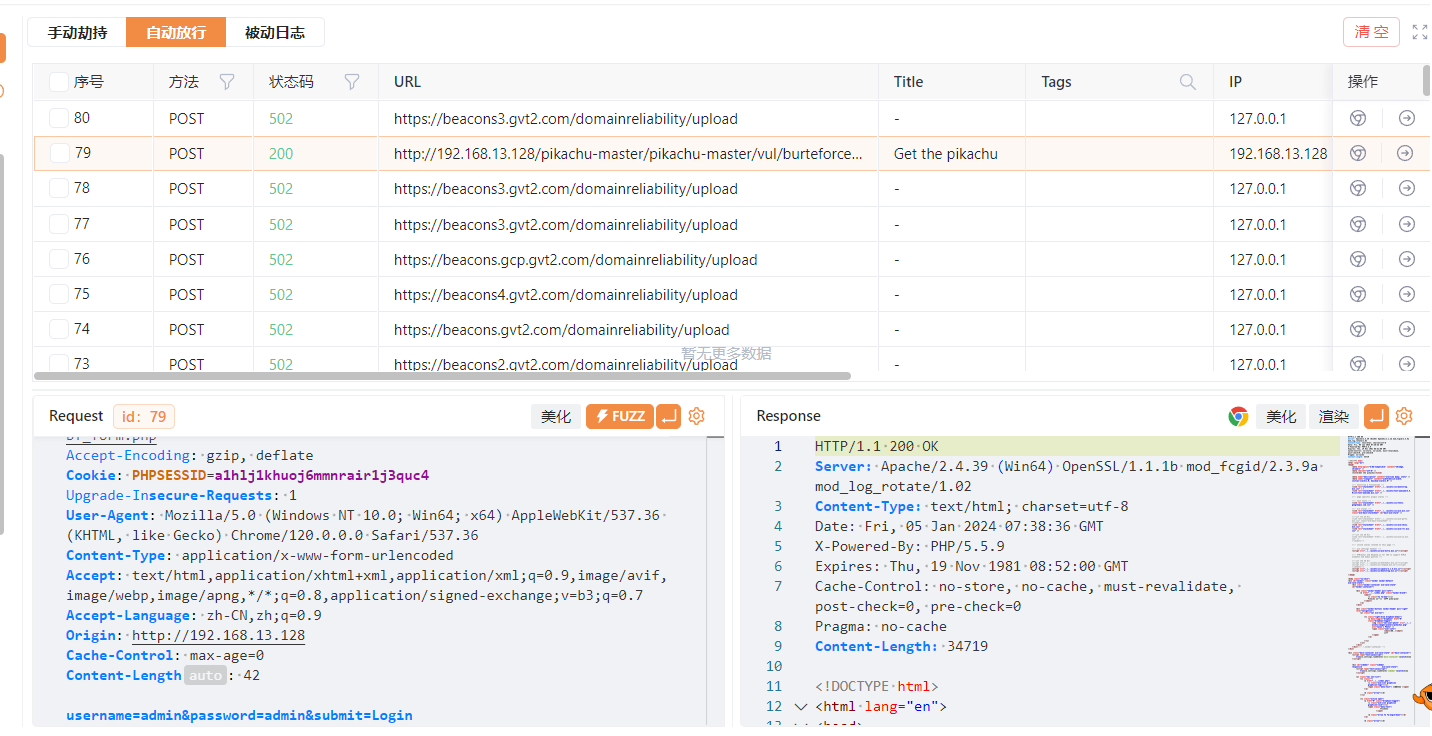 手动劫持 自动放行 被动日志 清 空
序号 方法 状态码 URL Title Tags IP 操作
80 POST 502 https://beacons3.gvt2.com/domainreliability/upload - 127.0.0.1
79 POST 200 http://192.168.13.128/pikachu-master/pikachu-master/vul/burteforce... Get the pikachu 192.168.13.128
78 POST 502 https://beacons3.gvt2.com/domainreliability/upload - 127.0.0.1
77 POST 502 https://beacons3.gvt2.com/domainreliability/upload - 127.0.0.1
76 POST 502 https://beacons.gcp.gvt2.com/domainreliability/upload - 127.0.0.1
75 POST 502 https://beacons4.gvt2.com/domainreliability/upload - 127.0.0.1
74 POST 502 https://beacons.gvt2.com/domainreliability/upload - 127.0.0.1
暂无更多数据
73 POST 502 https://beacons2.gvt2.com/domainreliability/upload - 127.0.0.1
Request id: 79 美化 FUZZ
bf_form.php
Accept-Encoding: gzip, deflate
Cookie: PHPSESSID=a1hlj1khuoj6mmnrair1j3quc4
Upgrade-Insecure-Requests: 1
User-Agent: Mozilla/5.0 (Windows NT 10.0; Win64; x64) AppleWebKit/537.36
(KHTML, like Gecko) Chrome/120.0.0.0 Safari/537.36
Content-Type: application/x-www-form-urlencoded
Accept: text/html,application/xhtml+xml,application/xml;q=0.9,image/avif,
image/webp,image/apng,*/*;q=0.8,application/signed-exchange;v=b3;q=0.7
Accept-Language: zh-CN,zh;q=0.9
Origin: http://192.168.13.128
Cache-Control: max-age=0
Content-Length auto : 42
username=admin&password=admin&submit=Login
Response 美化 渲染
1 HTTP/1.1 200 OK
2 Server: Apache/2.4.39 (Win64) OpenSSL/1.1.1b mod_fcgid/2.3.9a
mod_log_rotate/1.02
3 Content-Type: text/html; charset=utf-8
4 Date: Fri, 05 Jan 2024 07:38:36 GMT
5 X-Powered-By: PHP/5.5.9
6 Expires: Thu, 19 Nov 1981 08:52:00 GMT
7 Cache-Control: no-store, no-cache, must-revalidate,
post-check=0, pre-check=0
8 Pragma: no-cache
9 Content-Length: 34719
10
11 <!DOCTYPE html>
12 <html lang="en">
13 <head>